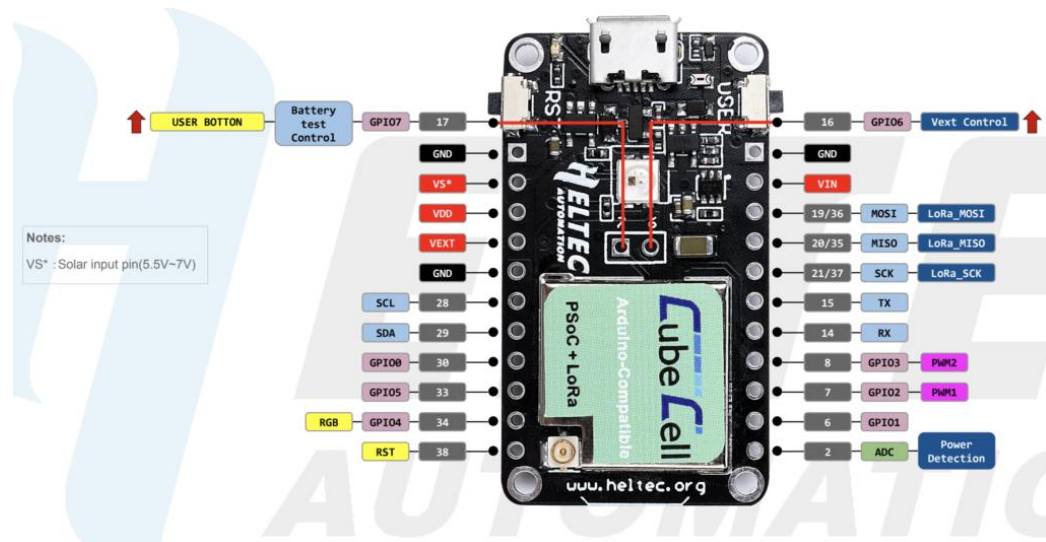 USER BOTTON
Battery
test
Control
GPIO7
17
16
GPIO6
Vext Control
GND
GND
VS*
VIN
VDD
19/36
MOSI
LoRa_MOSI
VEXT
20/35
MISO
LoRa_MISO
GND
21/37
SCK
LoRa_SCK
SCL
28
15
TX
SDA
29
14
RX
GPIO0
30
8
GPIO3
PWM2
GPIO5
33
7
GPIO2
PWM1
RGB
GPIO4
34
6
GPIO1
RST
38
2
ADC
Power
Detection
Notes:
VS* :Solar input pin(5.5V~7V)
USER
HELTEC
AUTOMATION
Cube Cell
Arduino-Compatible
PSoC + LoRa
www.heltec.org
AUTOMATIO